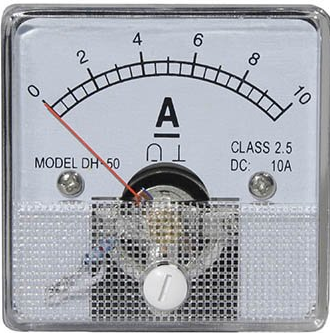 0 2 4 6 8 10
A
MODEL DH-50
CLASS 2.5
DC: 10A